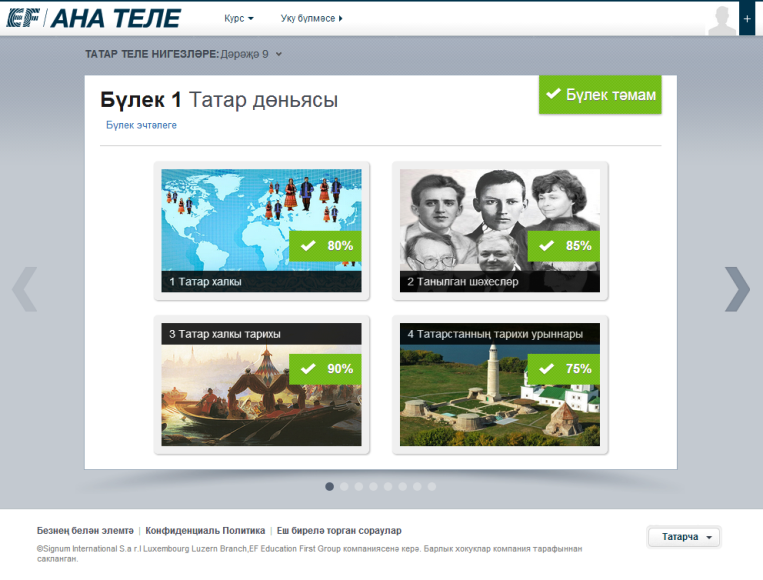 EF АНА ТЕЛЕ
Курс
Уку бүлмәсе
+
ТАТАР ТЕЛЕ НИГЕЗЛӘРЕ: Дәрәҗә 9
Бүлек 1 Татар дөньясы
Бүлек тәмам
Бүлек эчтәлеге
80%
1 Татар халкы
85%
2 Танылган шәхесләр
3 Татар халкы тарихы
90%
4 Татарстанның тарихи урыннары
75%
Безнең белән элемтә | Конфиденциаль Политика | Еш бирелә торган сораулар
Татарча
©Signum International S.a r.l Luxembourg Luzern Branch,EF Education First Group компаниясенә керә. Барлык хокуклар компания тарафыннан
сакланган.